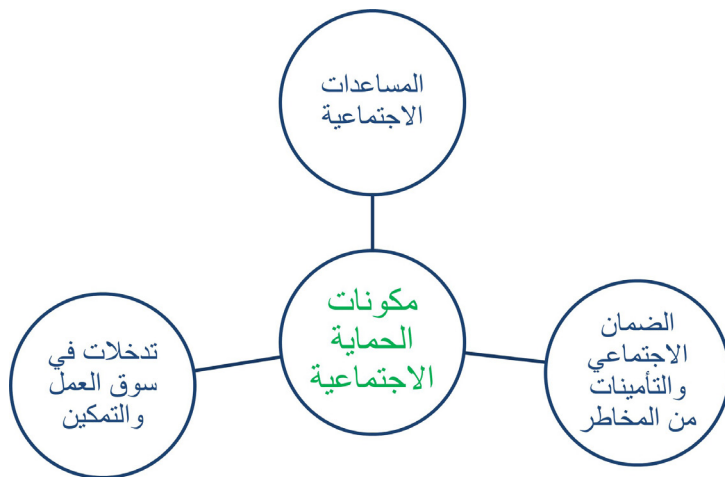 المساعدات
الاجتماعية
مكونات
الحماية
الاجتماعية
الضمان
الاجتماعي
والتأمينات
من المخاطر
تدخلات في
سوق العمل
والتمكين